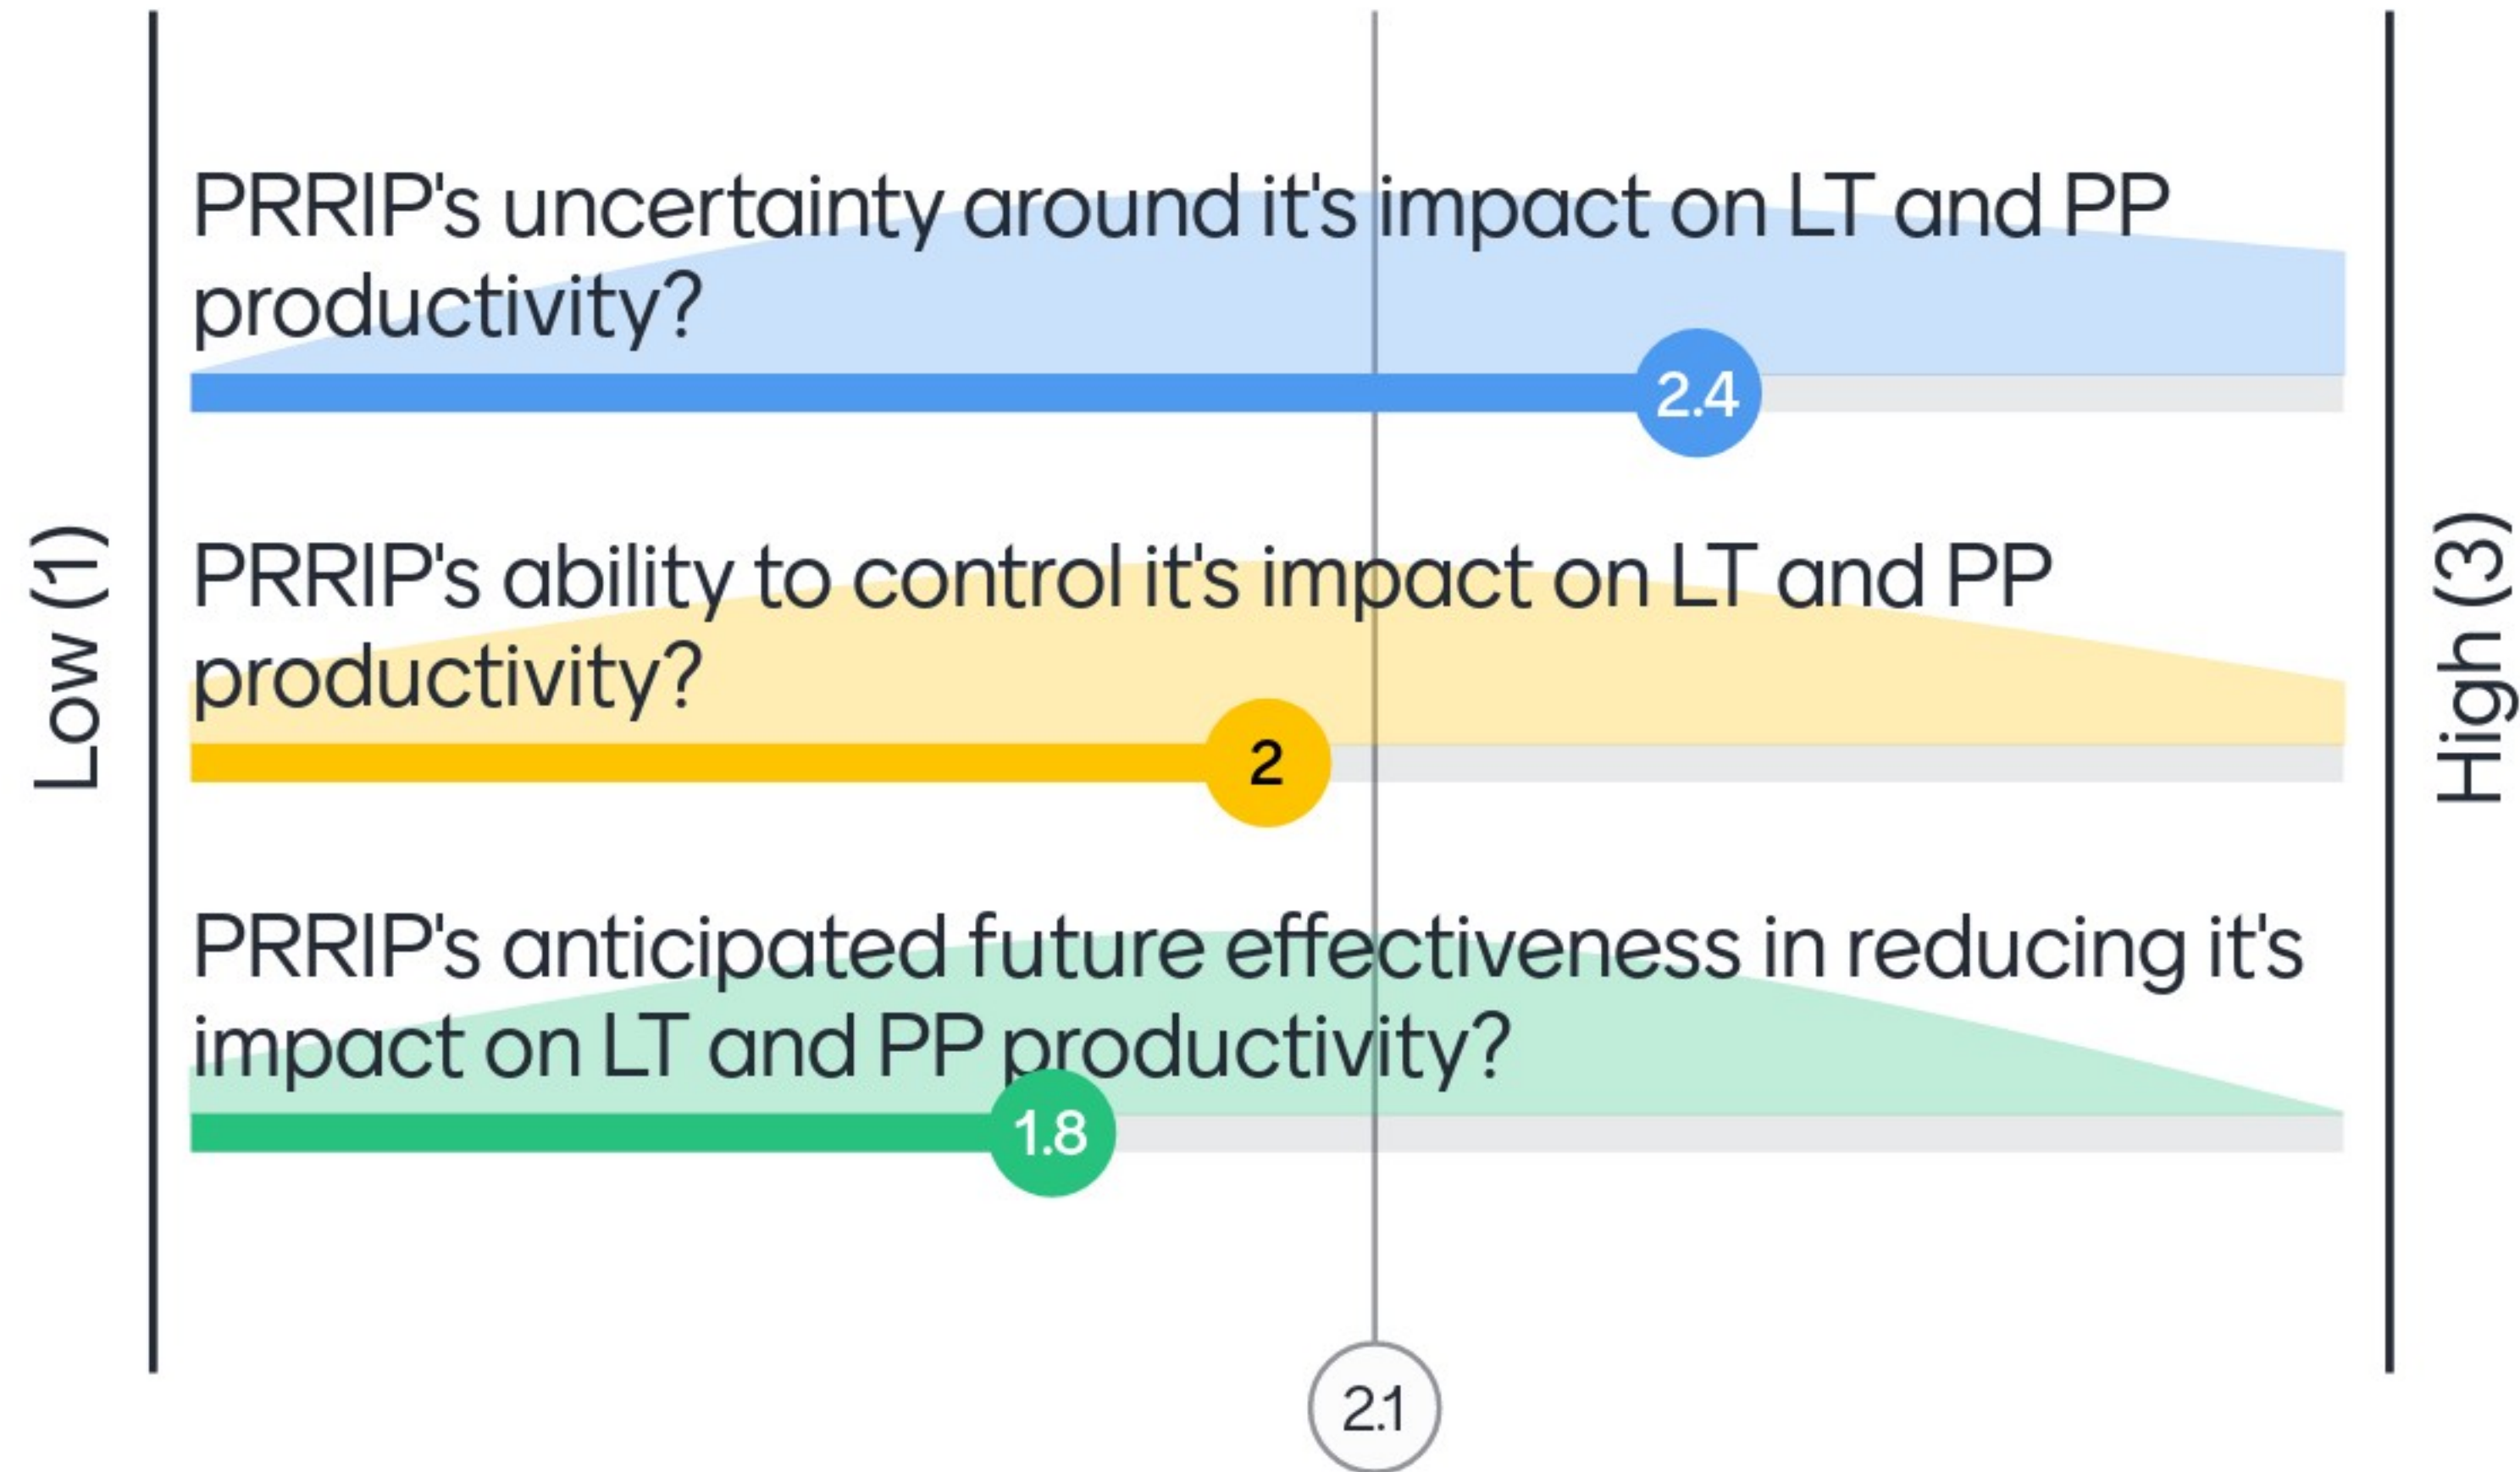 PRRIP's uncertainty around it's impact on LT and PP
productivity?
2.4
Low (1)
PRRIP's ability to control it's impact on LT and PP
productivity?
2
High (3)
PRRIP's anticipated future effectiveness in reducing it's
impact on LT and PP productivity?
1.8
2.1